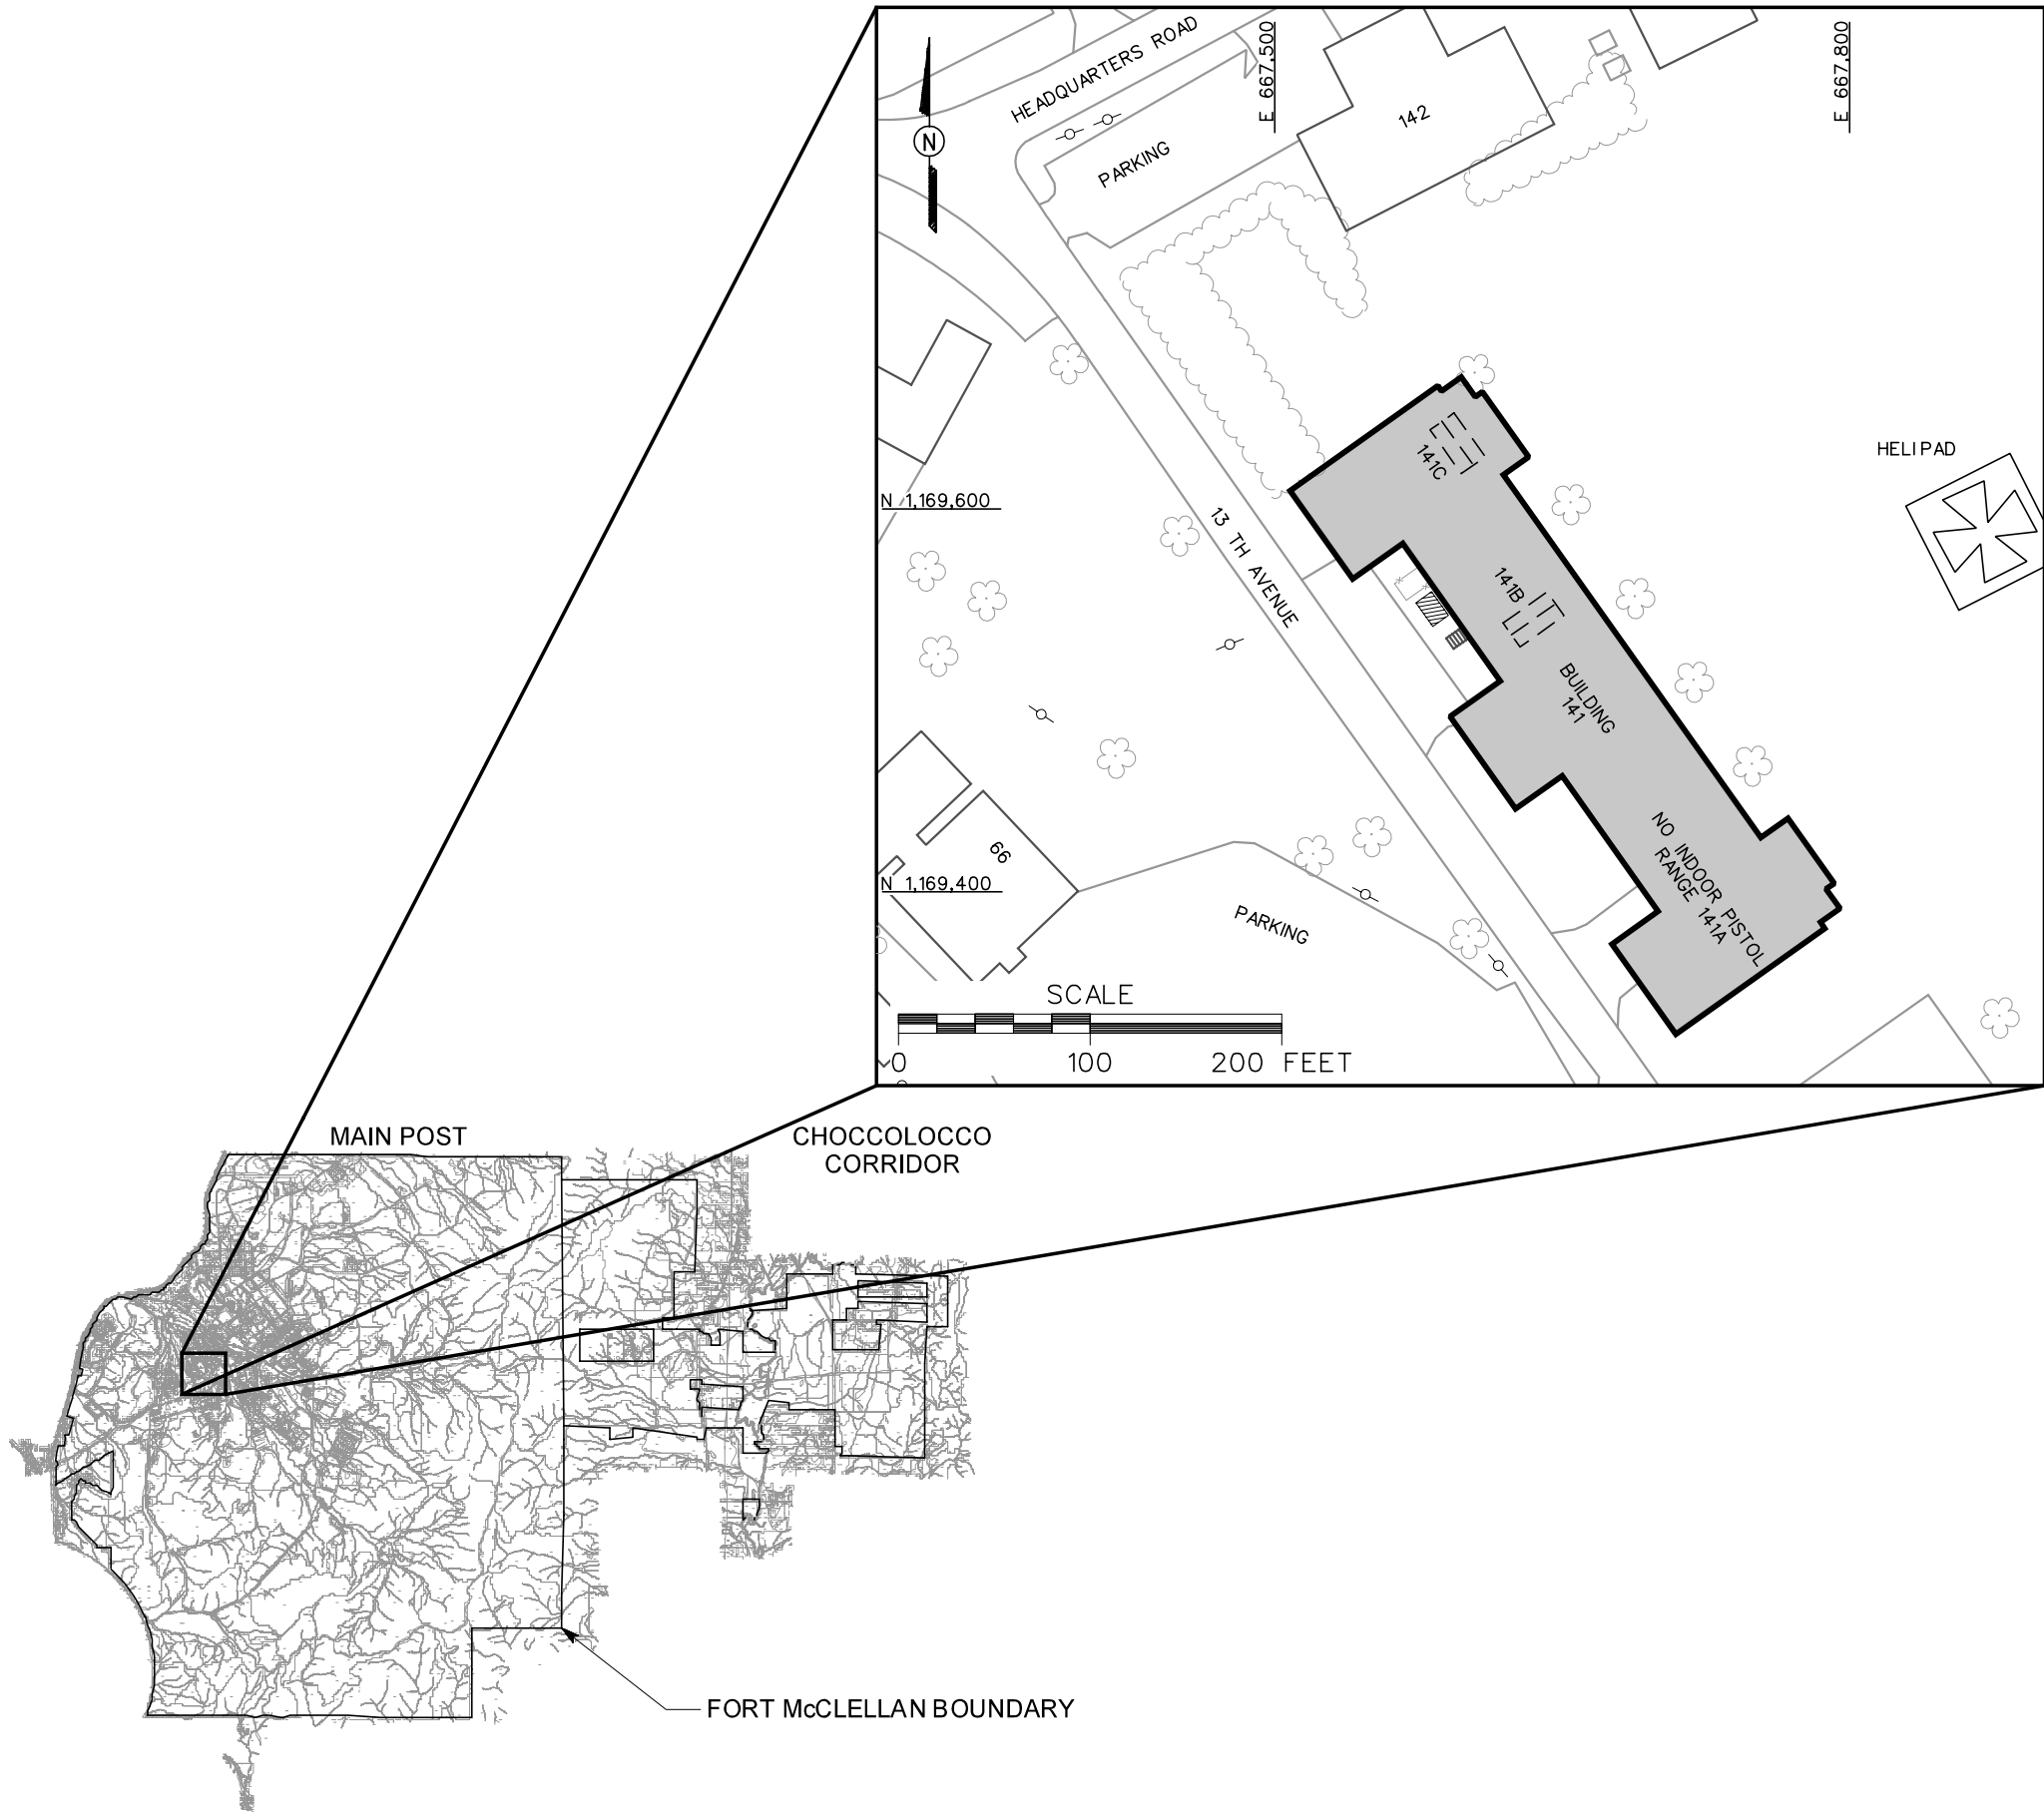 HEADQUARTERS ROAD
E 667,500
E 667,800
N
142
PARKING
141C
HELIPAD
N 1,169,600
13 TH AVENUE
141B
BUILDING
141
66
N 1,169,400
NO INDOOR PISTOL
RANGE 141A
PARKING
SCALE
0 100 200 FEET
MAIN POST
CHOCCOLOCCO
CORRIDOR
FORT McCLELLAN BOUNDARY